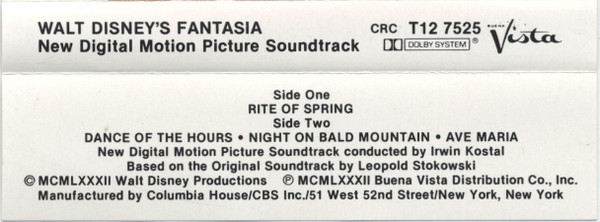 WALT DISNEY'S FANTASIA
New Digital Motion Picture Soundtrack
CRC T12 7525
DOLBY SYSTEM®
BUENA Vista
Side One
RITE OF SPRING
Side Two
DANCE OF THE HOURS • NIGHT ON BALD MOUNTAIN • AVE MARIA
New Digital Motion Picture Soundtrack conducted by Irwin Kostal
Based on the Original Soundtrack by Leopold Stokowski
© MCMLXXXII Walt Disney Productions ℗ MCMLXXXII Buena Vista Distribution Co., Inc.
Manufactured by Columbia House/CBS Inc./51 West 52nd Street/New York, New York